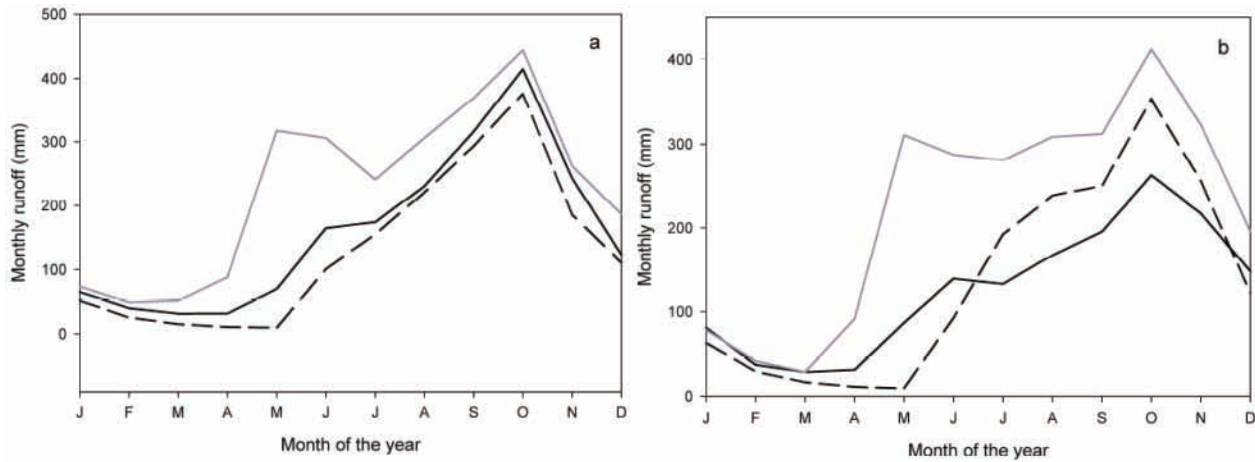 500
400
300
200
100
0
Monthly runoff (mm)
a
J F M A M J J A S O N D
Month of the year
400
300
200
100
0
Monthly runoff (mm)
b
J F M A M J J A S O N D
Month of the year